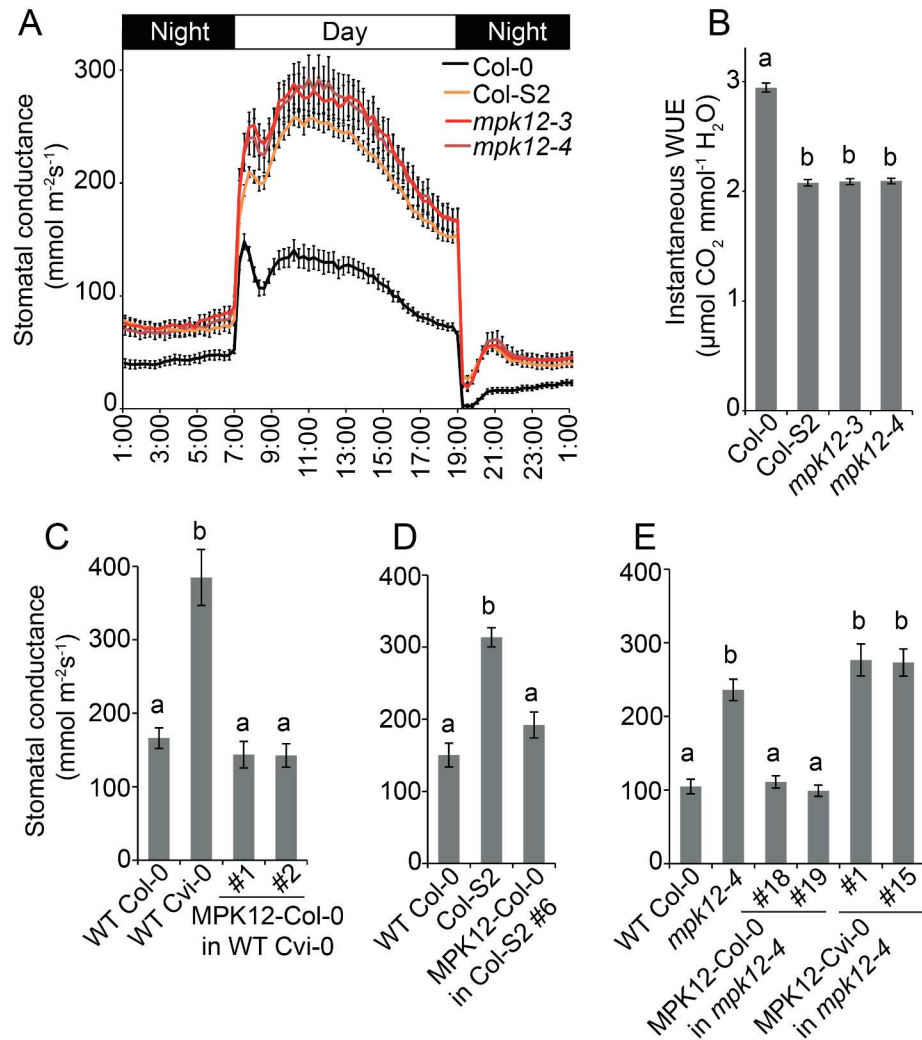 A
Night Day Night
300
200
100
0
Stomatal conductance
(mmol m⁻²s⁻¹)
Col-0
Col-S2
mpk12-3
mpk12-4
1:00
3:00
5:00
7:00
9:00
11:00
13:00
15:00
17:00
19:00
21:00
23:00
1:00
B
Instantaneous WUE
(µmol CO₂ mmol⁻¹ H₂O)
3
2
1
0
a
b
b
b
Col-0
Col-S2
mpk12-3
mpk12-4
C
Stomatal conductance
(mmol m⁻²s⁻¹)
400
300
200
100
0
a
b
a
a
WT Col-0
WT Cvi-0
#1
#2
MPK12-Col-0
in WT Cvi-0
D
400
300
200
100
0
a
b
a
WT Col-0
Col-S2
MPK12-Col-0
in Col-S2 #6
E
400
300
200
100
0
a
b
a
a
b
b
WT Col-0
mpk12-4
#18
#19
MPK12-Col-0
in mpk12-4
#1
#15
MPK12-Cvi-0
in mpk12-4